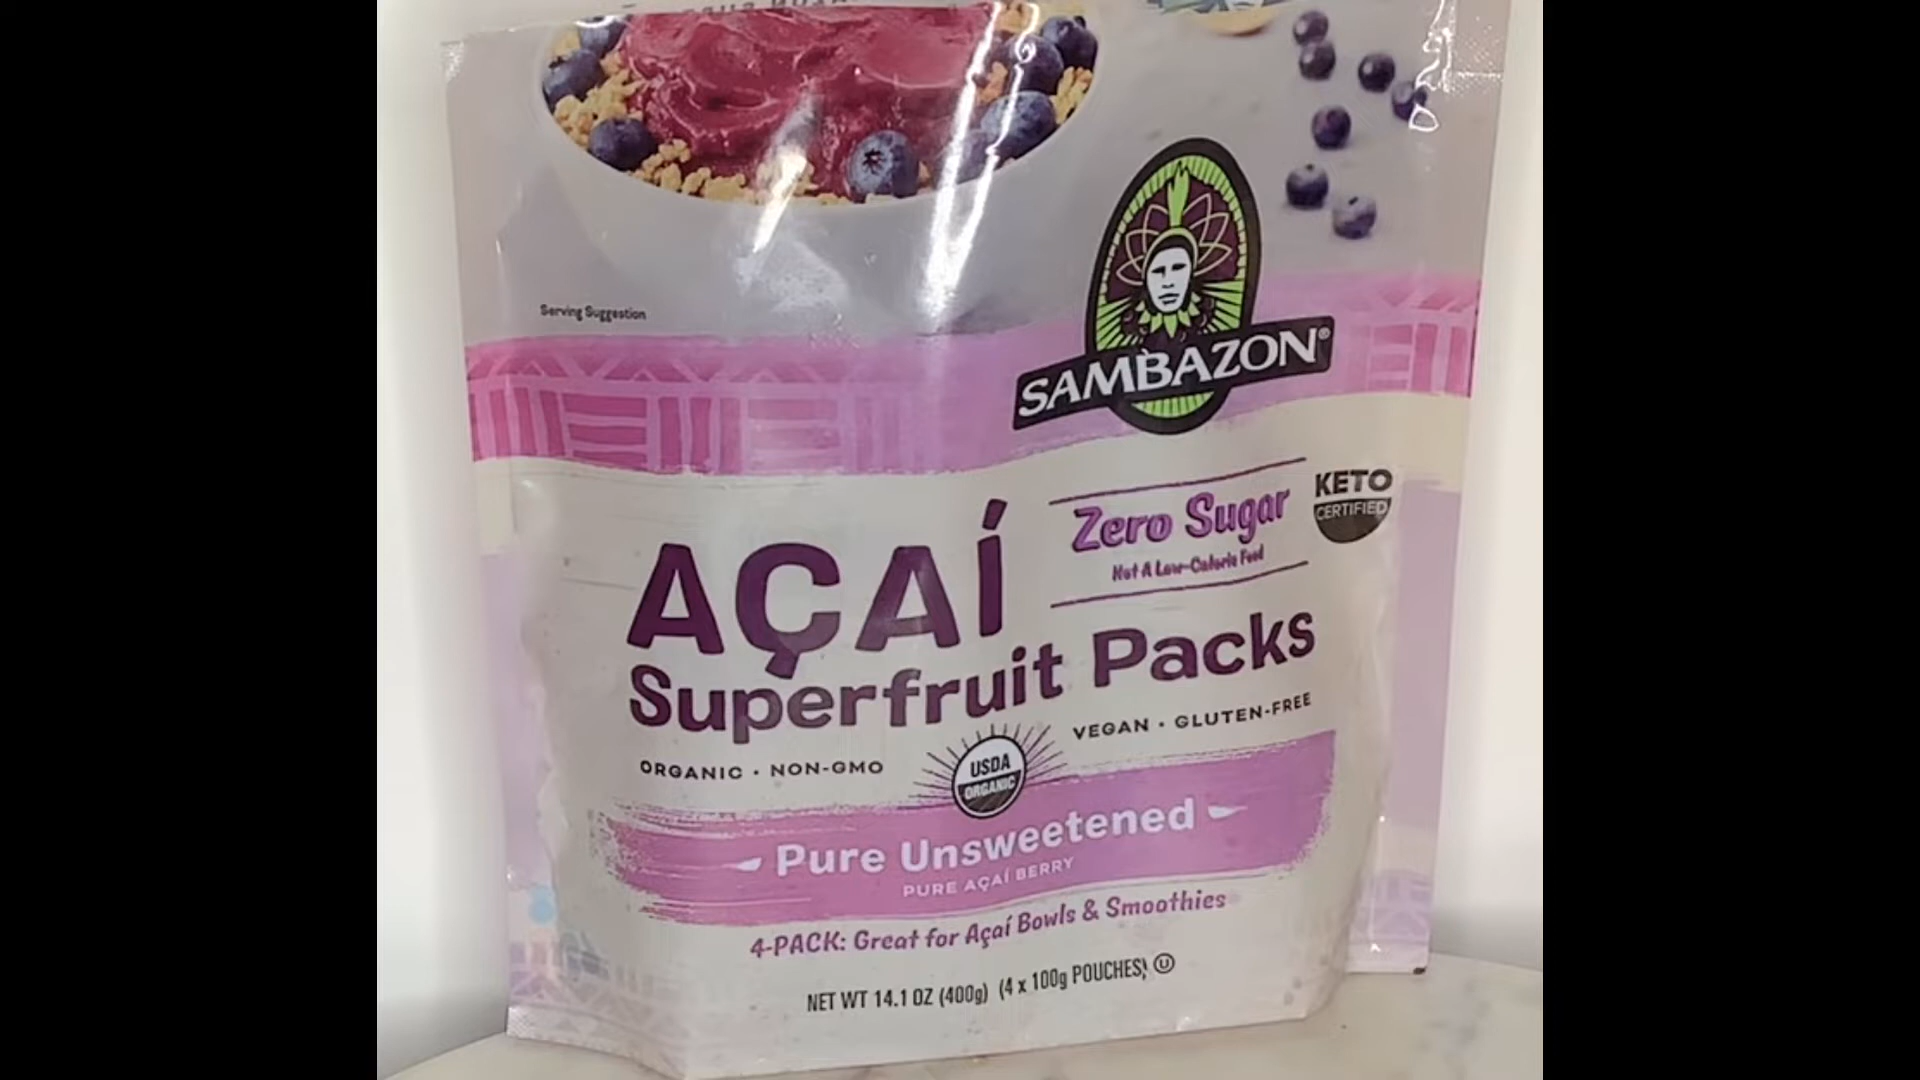 Serving Suggestion
SAMBAZON®
Zero Sugar
Not A Low-Calorie Food
KETO
CERTIFIED
AÇAÍ
Superfruit Packs
ORGANIC • NON-GMO
USDA
ORGANIC
VEGAN • GLUTEN-FREE
Pure Unsweetened
PURE AÇAÍ BERRY
4-PACK: Great for Açaí Bowls & Smoothies
NET WT 14.1 OZ (400g) (4 x 100g POUCHES) U